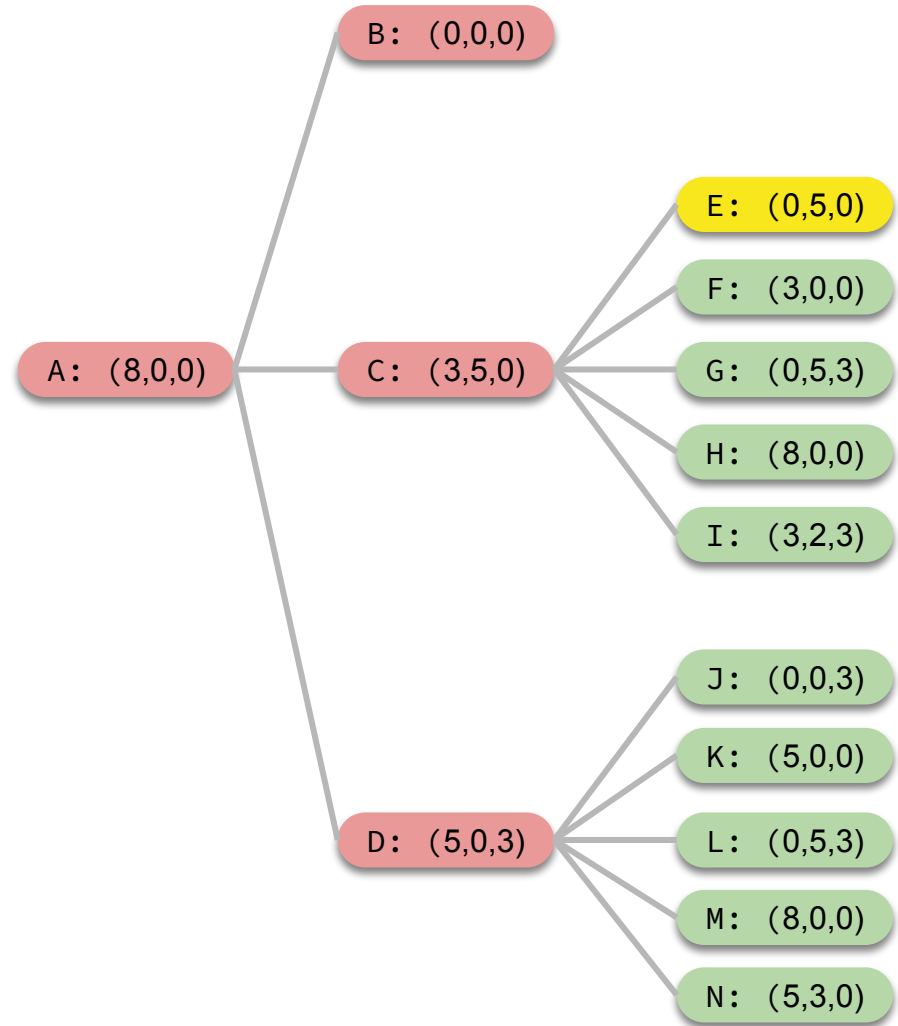 B: (0,0,0)
E: (0,5,0)
F: (3,0,0)
A: (8,0,0)
C: (3,5,0)
G: (0,5,3)
H: (8,0,0)
I: (3,2,3)
J: (0,0,3)
K: (5,0,0)
D: (5,0,3)
L: (0,5,3)
M: (8,0,0)
N: (5,3,0)